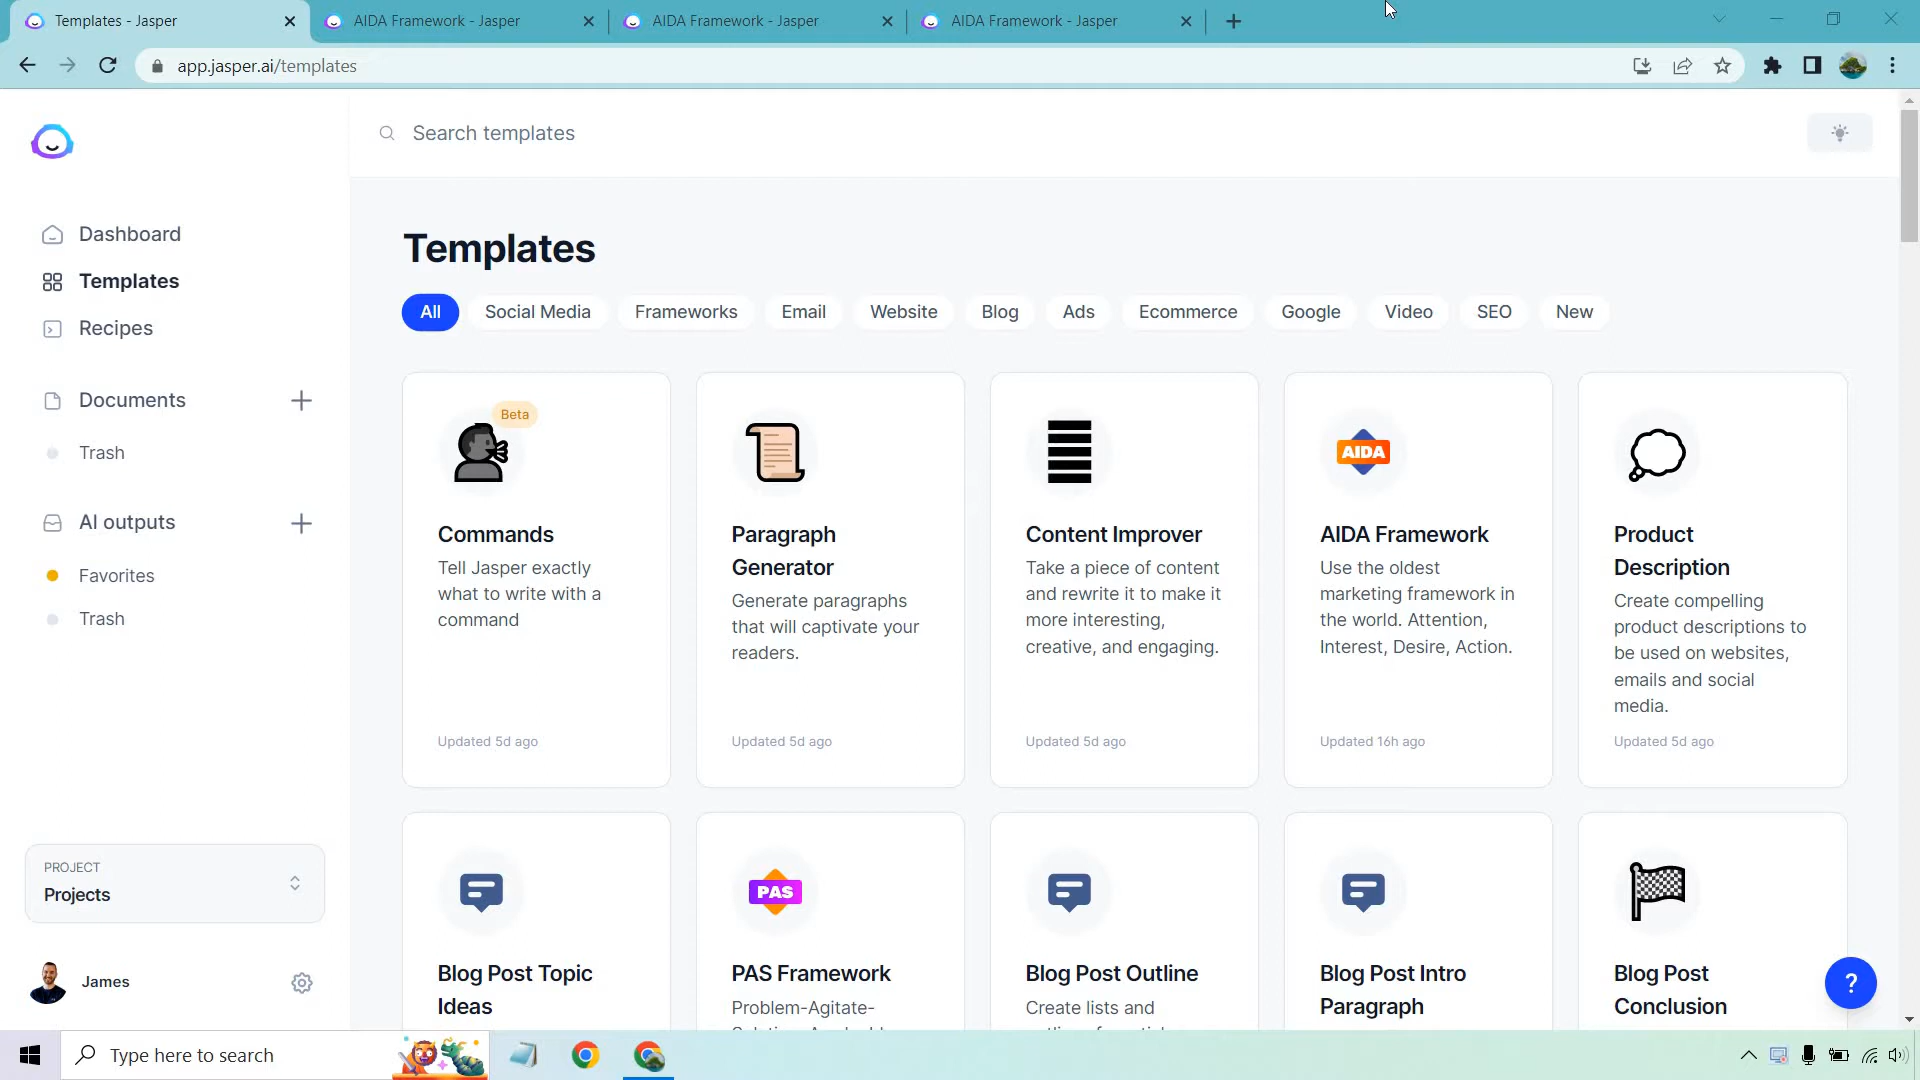 Templates - Jasper
AIDA Framework - Jasper
AIDA Framework - Jasper
AIDA Framework - Jasper
app.jasper.ai/templates
Search templates
Dashboard
Templates
Recipes
Documents
Trash
AI outputs
Favorites
Trash
PROJECT
Projects
James
Templates
All
Social Media
Frameworks
Email
Website
Blog
Ads
Ecommerce
Google
Video
SEO
New
Beta
Commands
Tell Jasper exactly
what to write with a
command
Updated 5d ago
Paragraph
Generator
Generate paragraphs
that will captivate your
readers.
Updated 5d ago
Content Improver
Take a piece of content
and rewrite it to make it
more interesting,
creative, and engaging.
Updated 5d ago
AIDA
AIDA Framework
Use the oldest
marketing framework in
the world. Attention,
Interest, Desire, Action.
Updated 16h ago
Product
Description
Create compelling
product descriptions to
be used on websites,
emails and social
media.
Updated 5d ago
Blog Post Topic
Ideas
PAS
PAS Framework
Problem-Agitate-
Blog Post Outline
Create lists and
Blog Post Intro
Paragraph
Blog Post
Conclusion
?
Type here to search